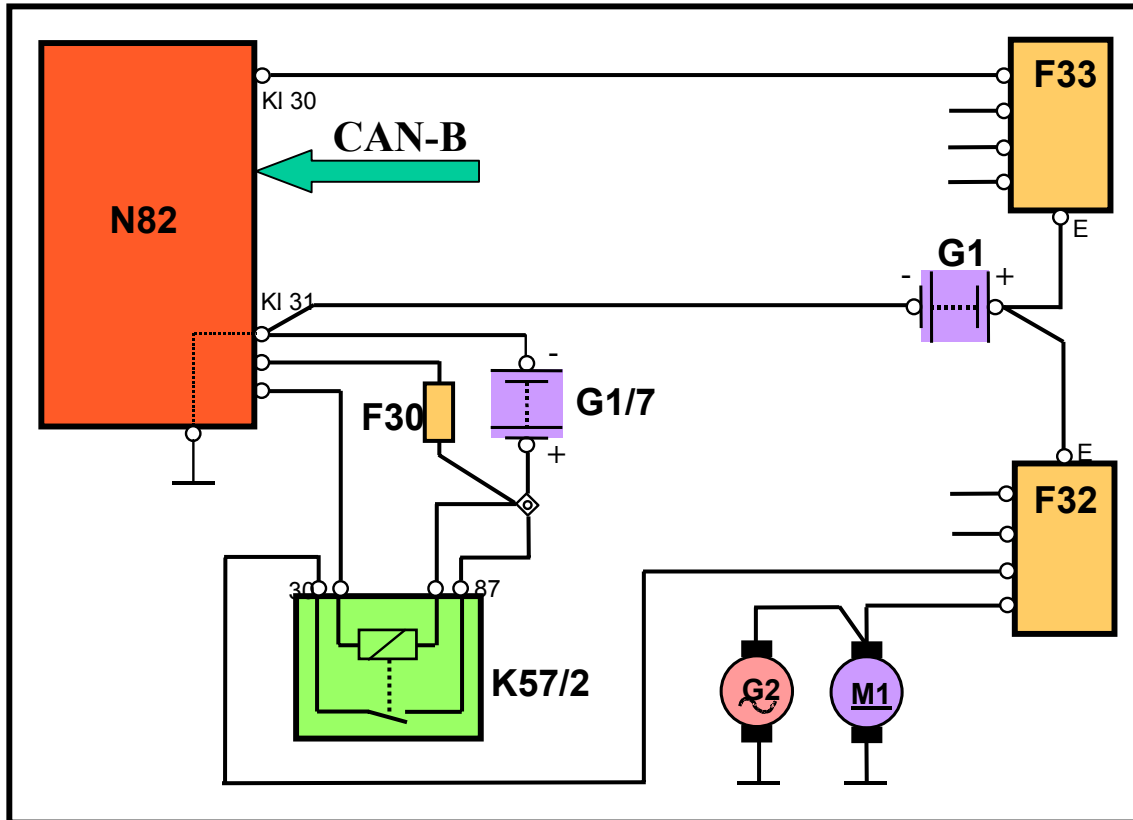 F33
Kl 30
CAN-B
N82
E
G1
- +
Kl 31
-
G1/7
F30
+
E
F32
30
87
K57/2
G2
M1